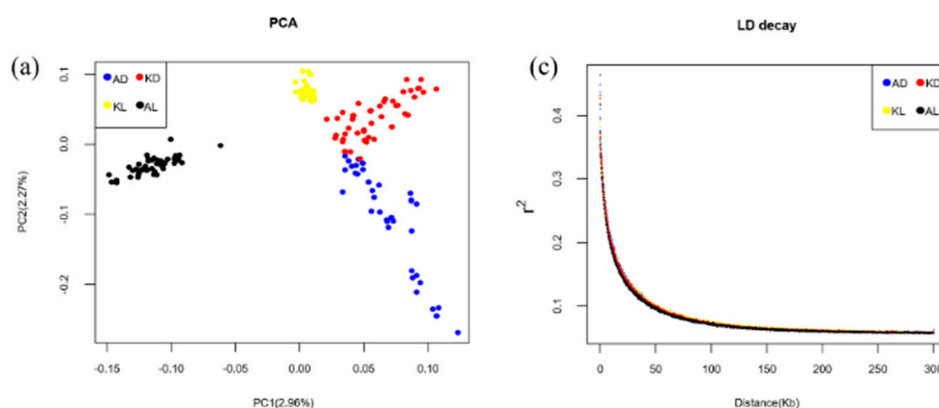 PCA
(a)
AD KD
KL AL
0.1
0.0
-0.1
-0.2
PC2(2.27%)
-0.15 -0.10 -0.05 0.00 0.05 0.10
PC1(2.96%)
LD decay
(c)
AD KD
KL AL
0.4
0.3
0.2
0.1
r²
0 50 100 150 200 250 300
Distance(Kb)